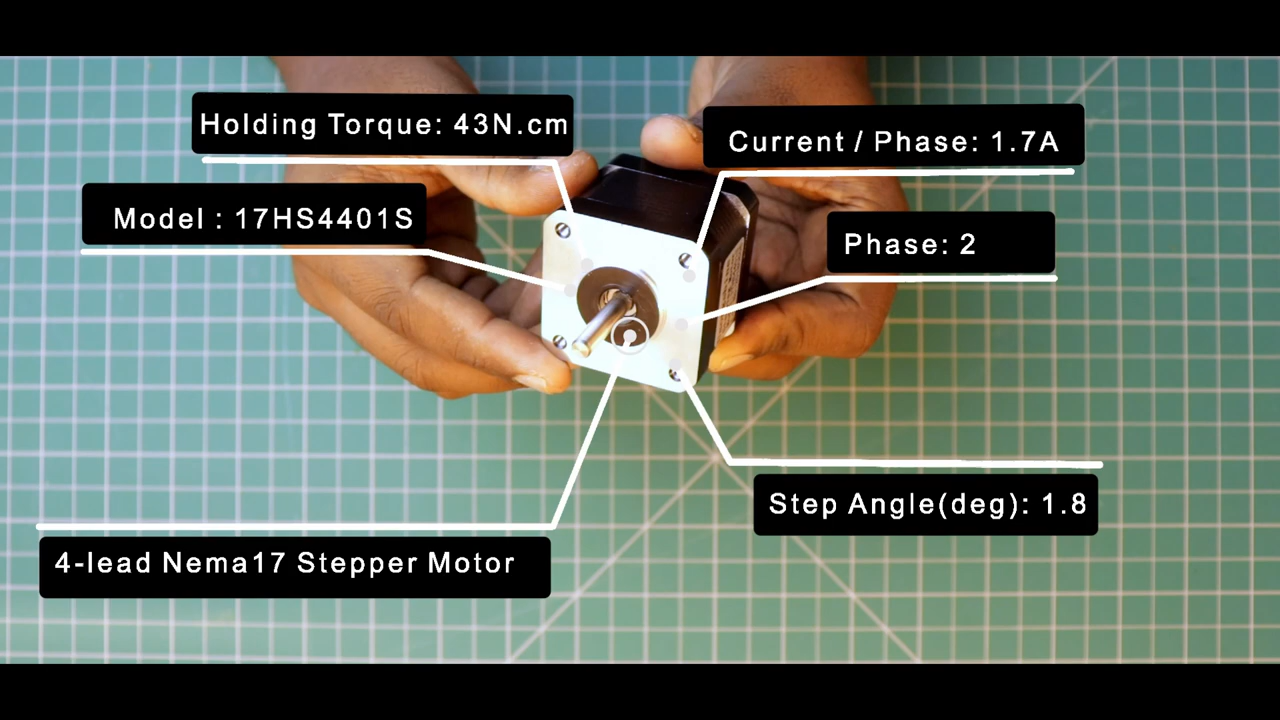 Holding Torque: 43N.cm
Current / Phase: 1.7A
Model : 17HS4401S
Phase: 2
Step Angle(deg): 1.8
4-lead Nema17 Stepper Motor